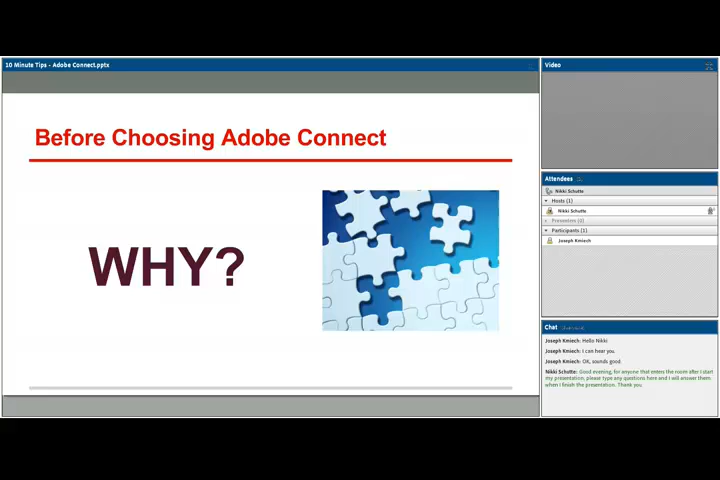 10 Minute Tips - Adobe Connect.pptx
Before Choosing Adobe Connect
WHY?
Video
Attendees
Nikki Schutte
Hosts (1)
Nikki Schutte
Presenters (0)
Participants (1)
Joseph Kmiech
Chat
Joseph Kmiech: Hello Nikki
Joseph Kmiech: I can hear you.
Joseph Kmiech: OK, sounds good.
Nikki Schutte: Good evening, for anyone that enters the room after I start
my presentation, please type any questions here and I will answer them
when I finish the presentation. Thank you